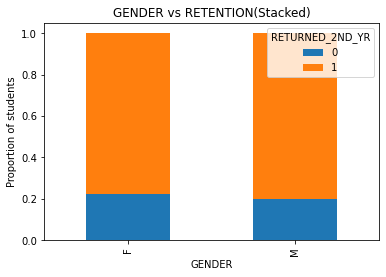 GENDER vs RETENTION(Stacked)
RETURNED_2ND_YR
0
1
1.0
0.8
0.6
0.4
0.2
0.0
Proportion of students
F
M
GENDER